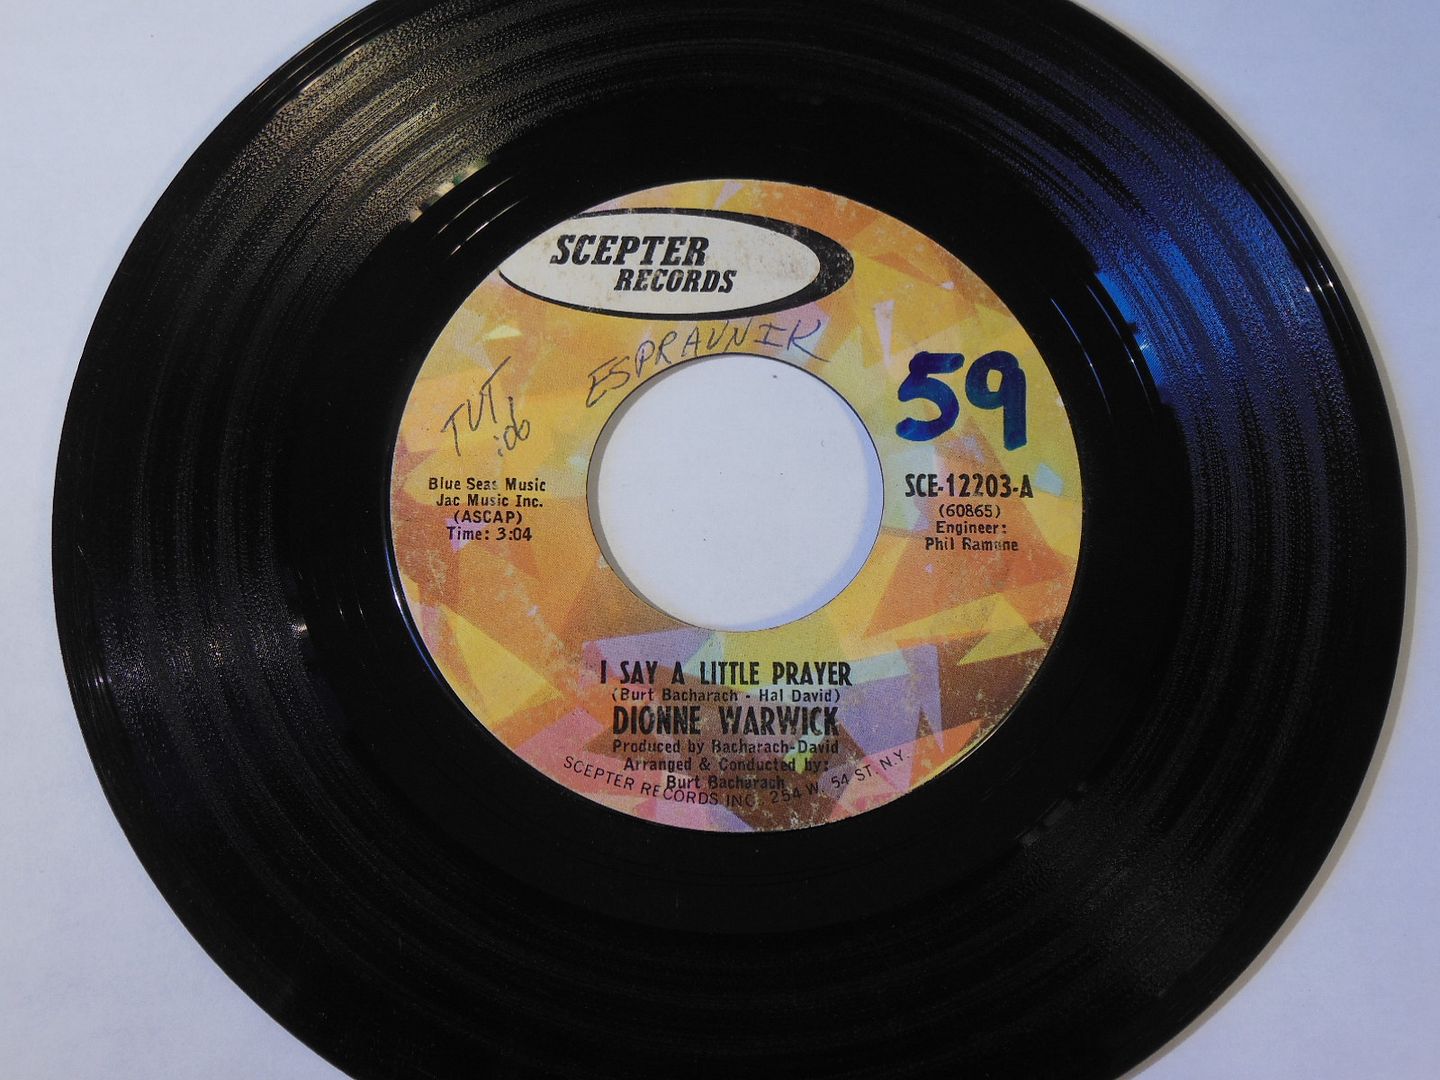 SCEPTER
RECORDS
ESPRAVNIK
TUT
:06
59
Blue Seas Music
Jac Music Inc.
(ASCAP)
Time: 3:04
SCE-12203-A
(60865)
Engineer:
Phil Ramone
I SAY A LITTLE PRAYER
(Burt Bacharach - Hal David)
DIONNE WARWICK
Produced by Bacharach-David
Arranged & Conducted by:
Burt Bacharach
SCEPTER RECORDS INC. 254 W. 54 ST. N.Y.